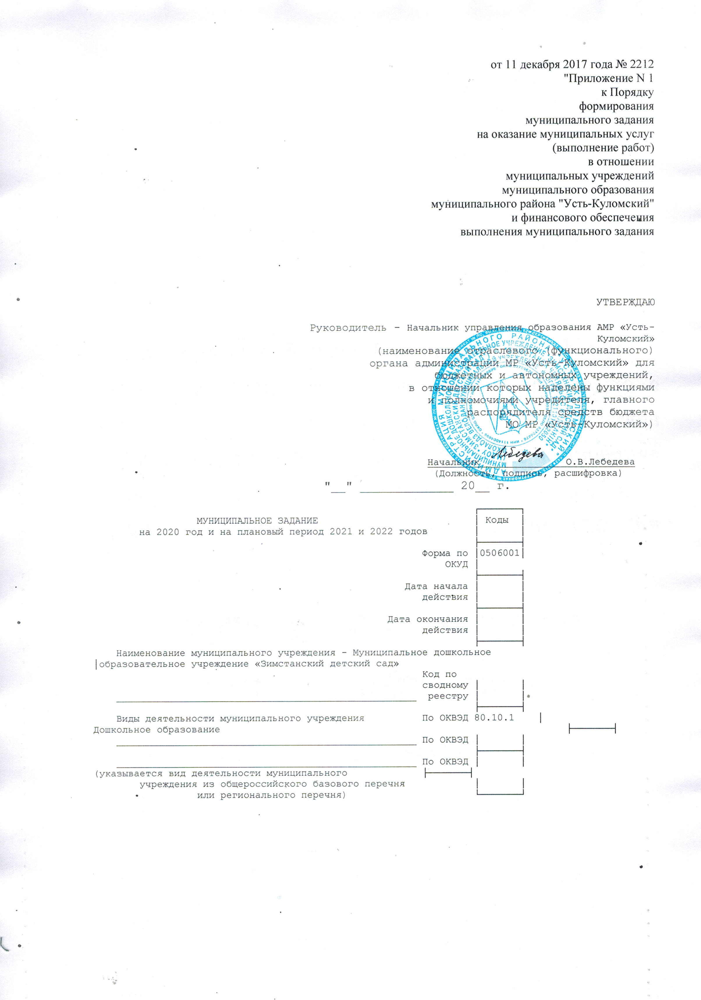 от 11 декабря 2017 года № 2212
"Приложение N 1
к Порядку
формирования
муниципального задания
на оказание муниципальных услуг
(выполнение работ)
в отношении
муниципальных учреждений
муниципального образования
муниципального района "Усть-Куломский"
и финансового обеспечения
выполнения муниципального задания
УТВЕРЖДАЮ
Руководитель – Начальник управления образования АМР «Усть-
Куломский»
(наименование отраслевого (функционального)
органа администрации МР «Усть-Куломский» для
бюджетных и автономных учреждений,
в отношении которых наделены функциями
и полномочиями учредителя, главного
распорядителя средств бюджета
МО МР «Усть-Куломский»)
Лебедева
Начальник О.В.Лебедева
(Должность, подпись, расшифровка)
"__" _____________ 20__ г.
Коды
МУНИЦИПАЛЬНОЕ ЗАДАНИЕ
на 2020 год и на плановый период 2021 и 2022 годов
Форма по 0506001
ОКУД
Дата начала
действия
Дата окончания
действия
Наименование муниципального учреждения - Муниципальное дошкольное
образовательное учреждение «Зимстанский детский сад»
Код по
сводному
реестру
Виды деятельности муниципального учреждения По ОКВЭД 80.10.1
Дошкольное образование
По ОКВЭД
По ОКВЭД
(указывается вид деятельности муниципального
учреждения из общероссийского базового перечня
или регионального перечня)